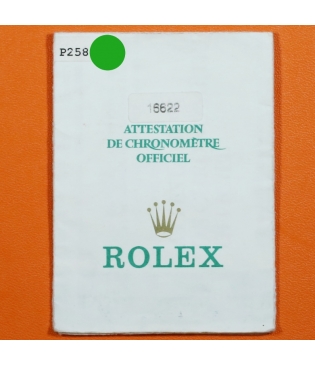 P258
16622
ATTESTATION
DE CHRONOMÈTRE
OFFICIEL
ROLEX